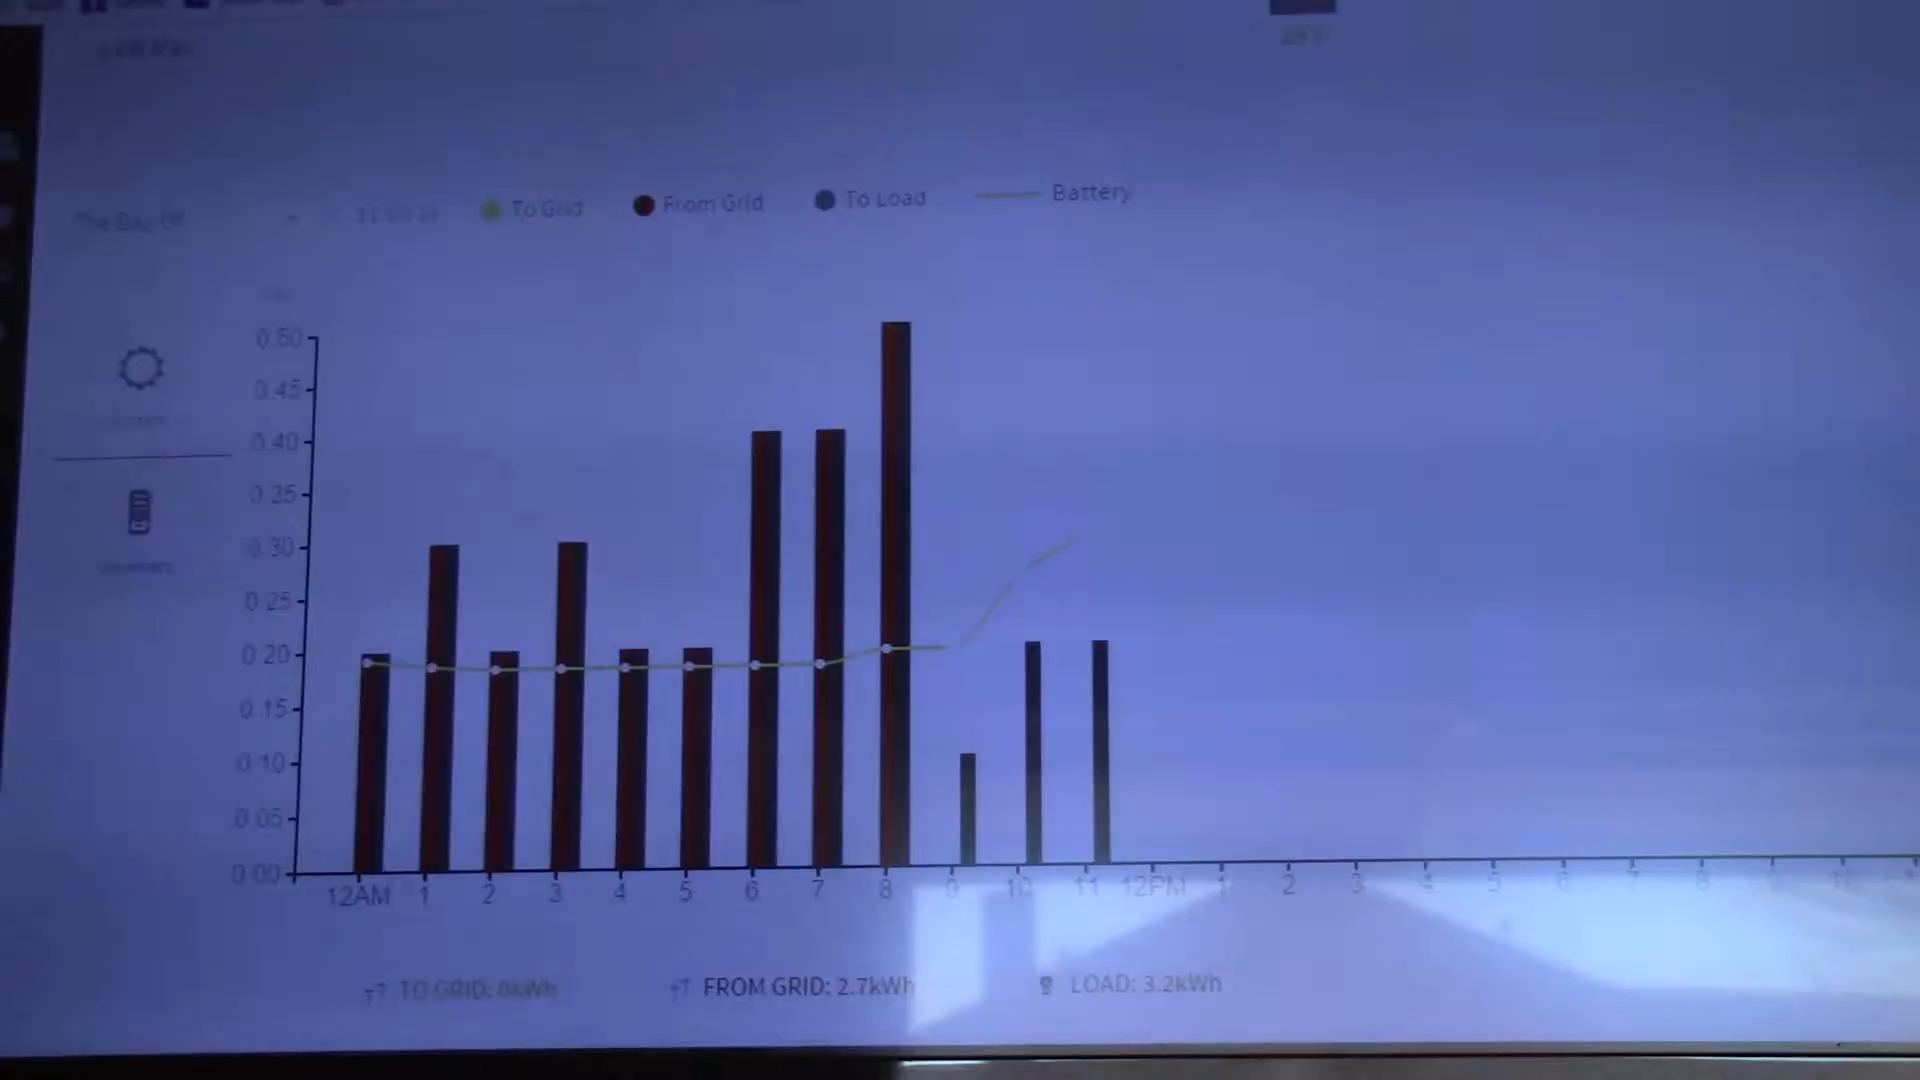 The Day Of
To Grid
From Grid
To Load
Battery
0.50
0.45
0.40
0.35
0.30
0.25
0.20
0.15
0.10
0.05
0.00
12AM 1 2 3 4 5 6 7 8 9 10 11 12PM 1 2 3 4 5 6 7 8 9 10
TO GRID: 0kWh
FROM GRID: 2.7kWh
LOAD: 3.2kWh